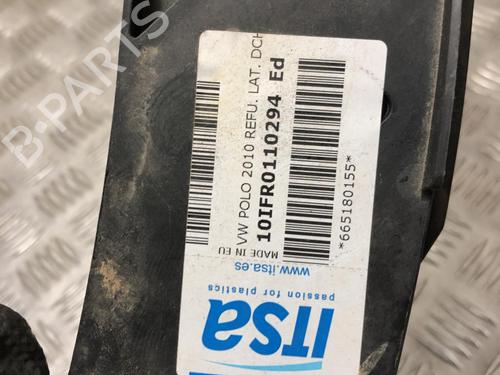 VW POLO 2010 REFU. LAT. DCH
10IFR0110294 Ed
MADE IN EU
*665180155*
www.itsa.es
passion for plastics
ITSA